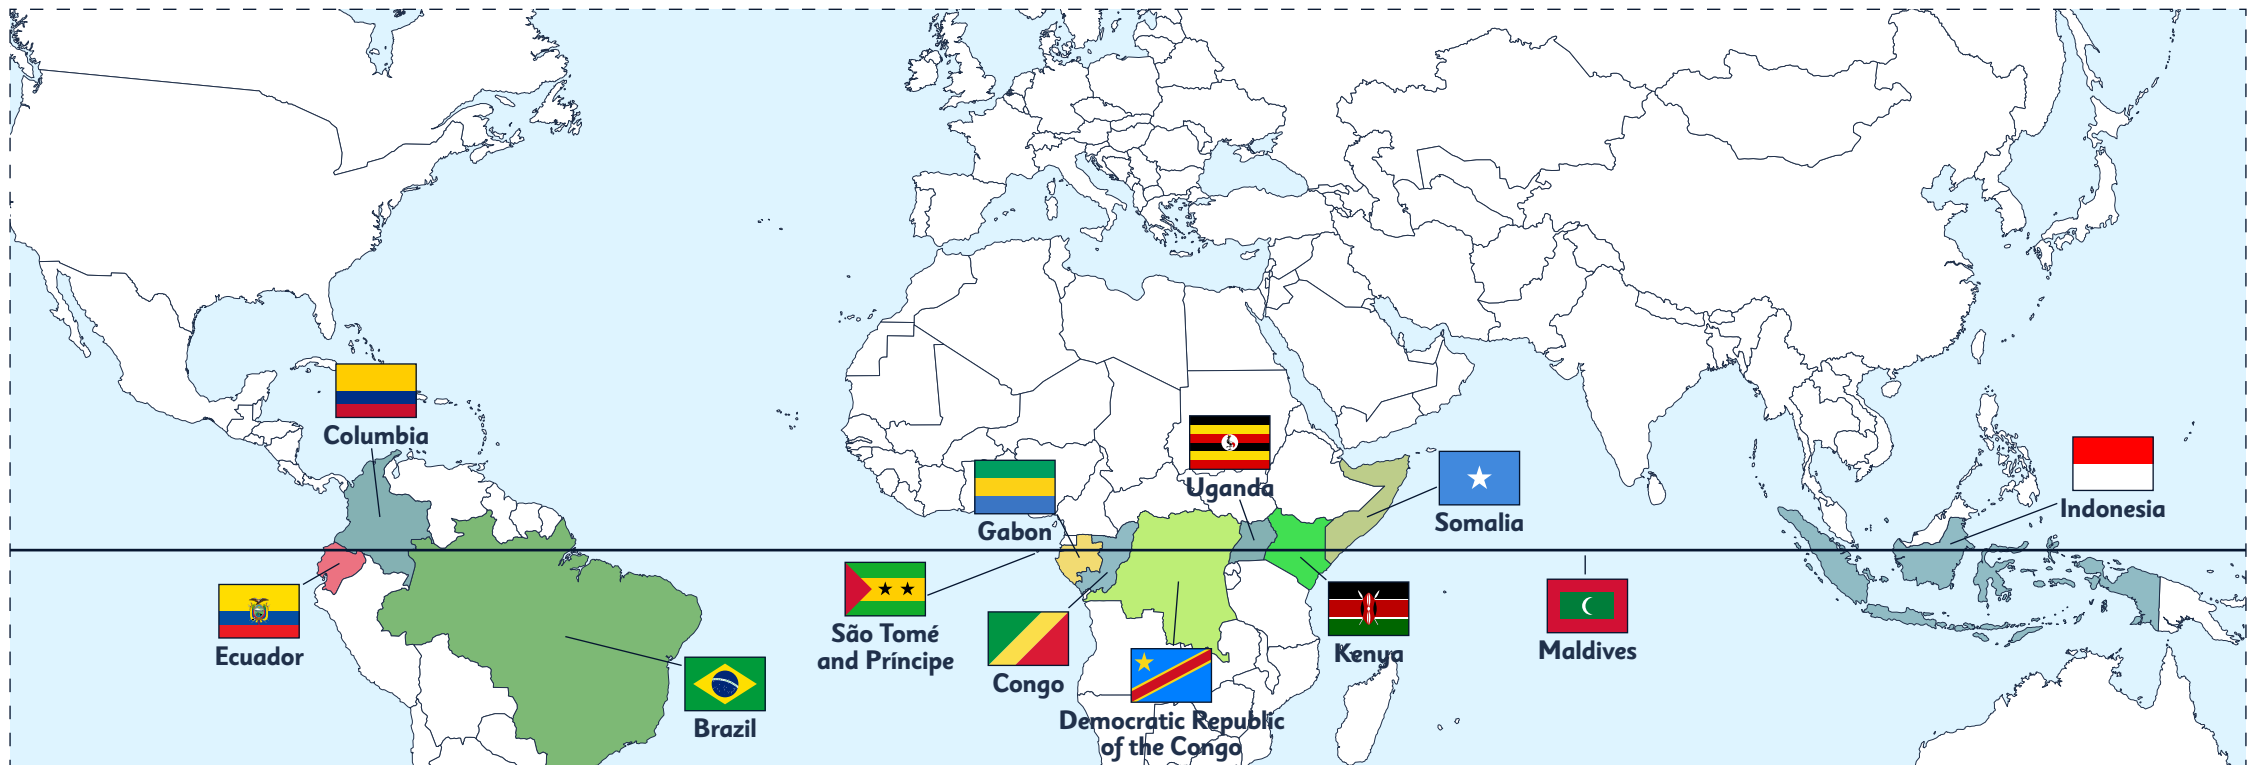 Columbia
Uganda
Gabon
Somalia
Indonesia
Ecuador
São Tomé
and Príncipe
Congo
Kenya
Maldives
Brazil
Democratic Republic
of the Congo